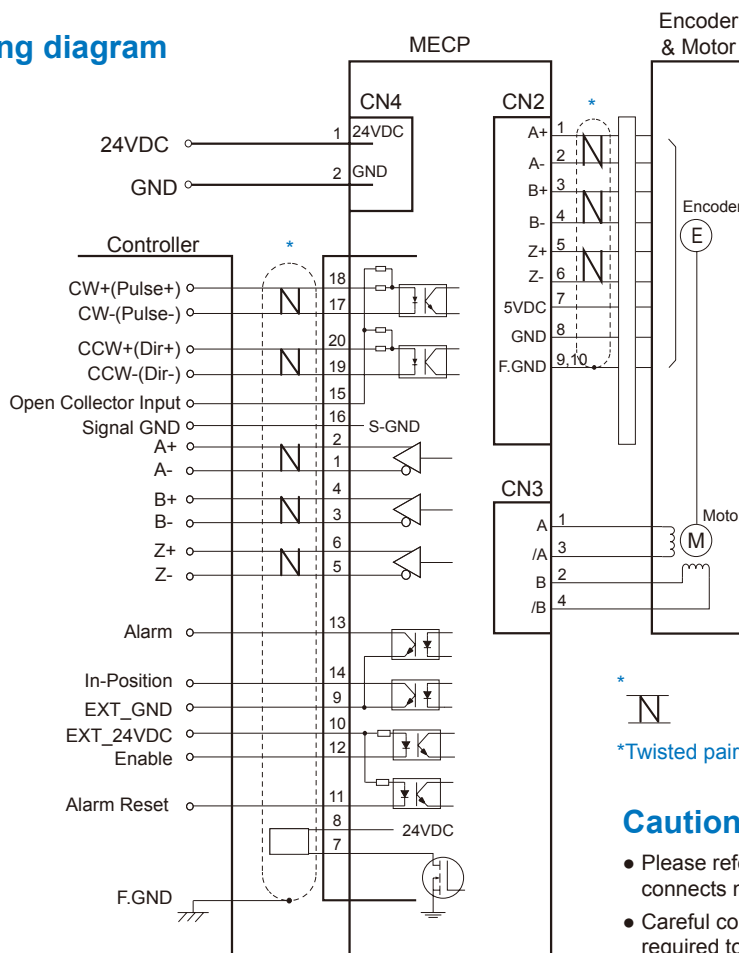 ng diagram
MECP
Encoder
& Motor
CN4
24VDC
1
24VDC
GND
2
GND
CN2
*
A+ 1
A- 2
B+ 3
B- 4
Z+ 5
Z- 6
5VDC 7
GND 8
F.GND 9,10
Encoder
E
Controller
*
CW+(Pulse+) 18
CW-(Pulse-) 17
CCW+(Dir+) 20
CCW-(Dir-) 19
Open Collector Input 15
Signal GND 16 S-GND
A+ 2
A- 1
B+ 4
B- 3
Z+ 6
Z- 5
CN3
A 1
/A 3
B 2
/B 4
Moto
M
Alarm 13
In-Position 14
EXT_GND 9
EXT_24VDC 10
Enable 12
Alarm Reset 11
8 24VDC
7
F.GND
*
*Twisted pair
Caution
● Please refe
connects m
● Careful co
required to